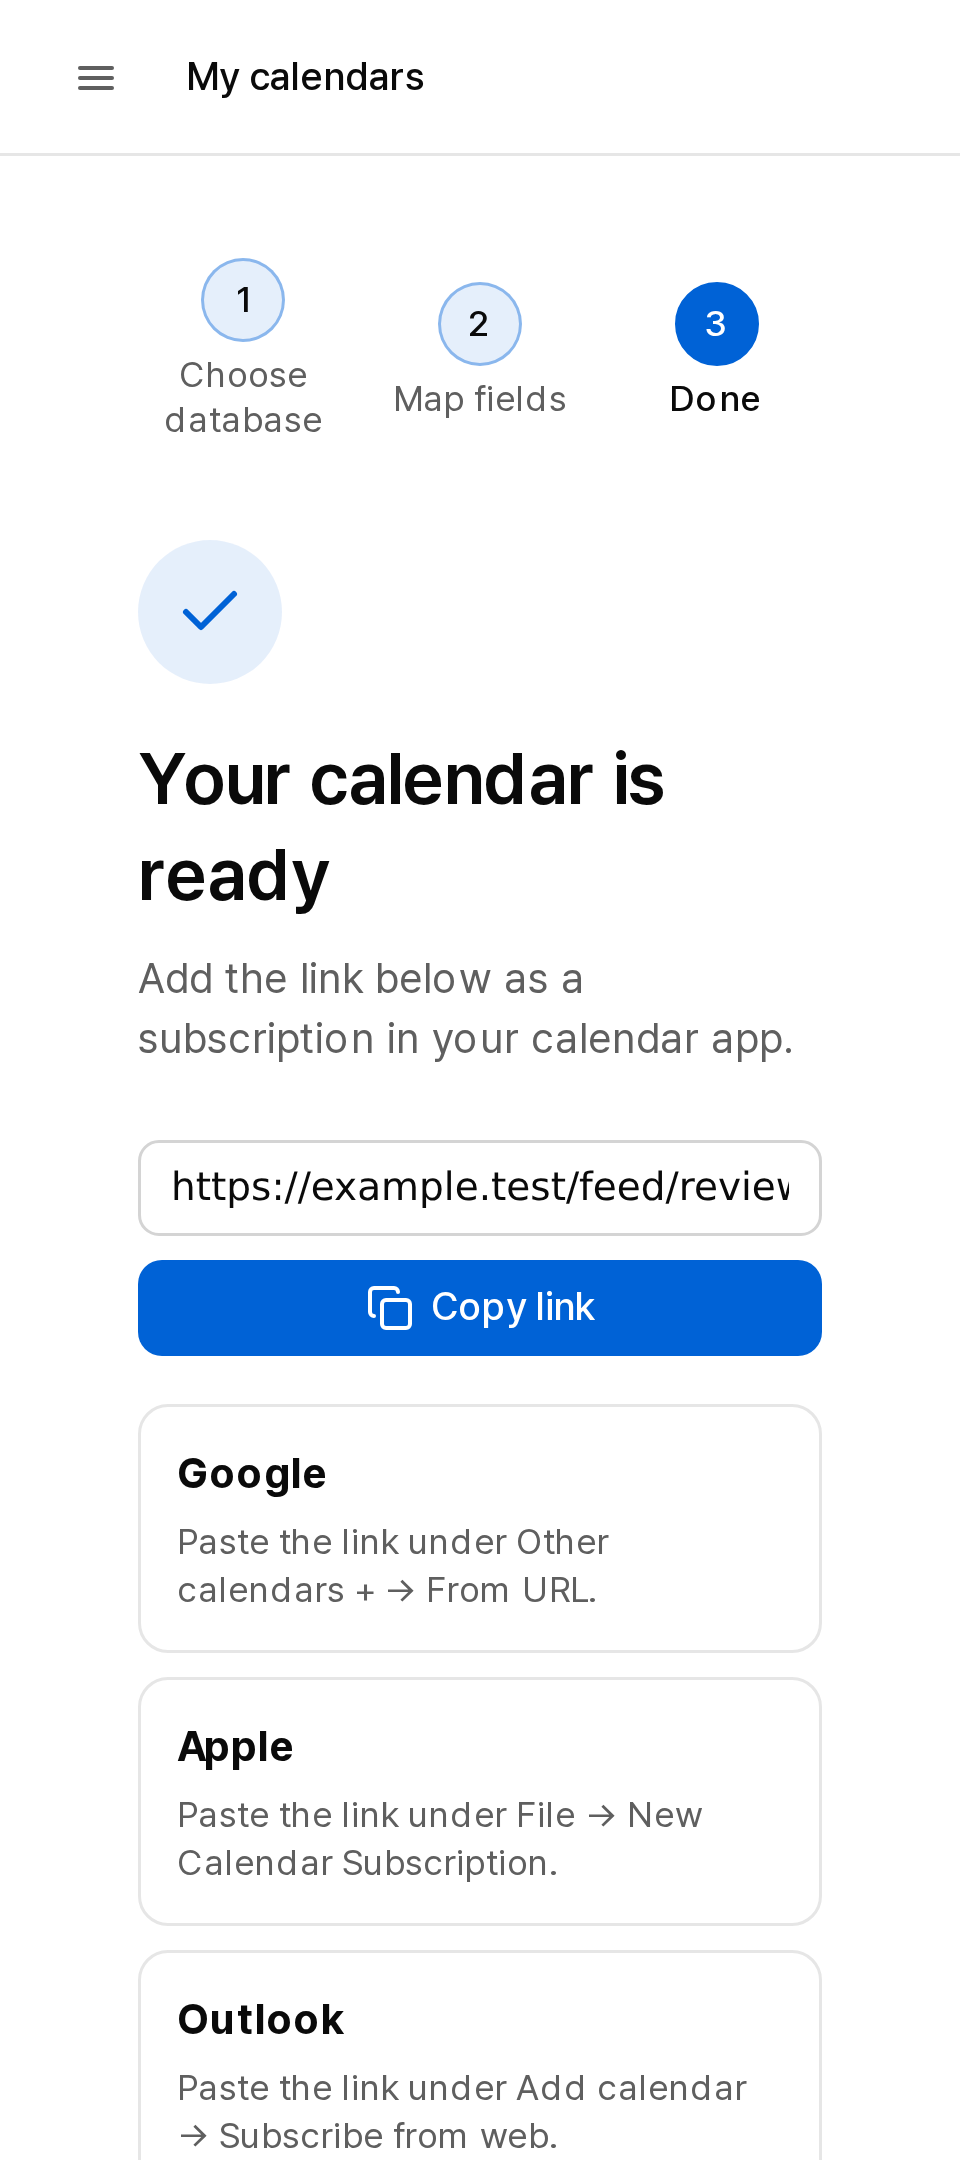 My calendars
1
Choose
database
2
Map fields
3
Done
Your calendar is
ready
Add the link below as a
subscription in your calendar app.
https://example.test/feed/review
Copy link
Google
Paste the link under Other
calendars + → From URL.
Apple
Paste the link under File → New
Calendar Subscription.
Outlook
Paste the link under Add calendar
→ Subscribe from web.